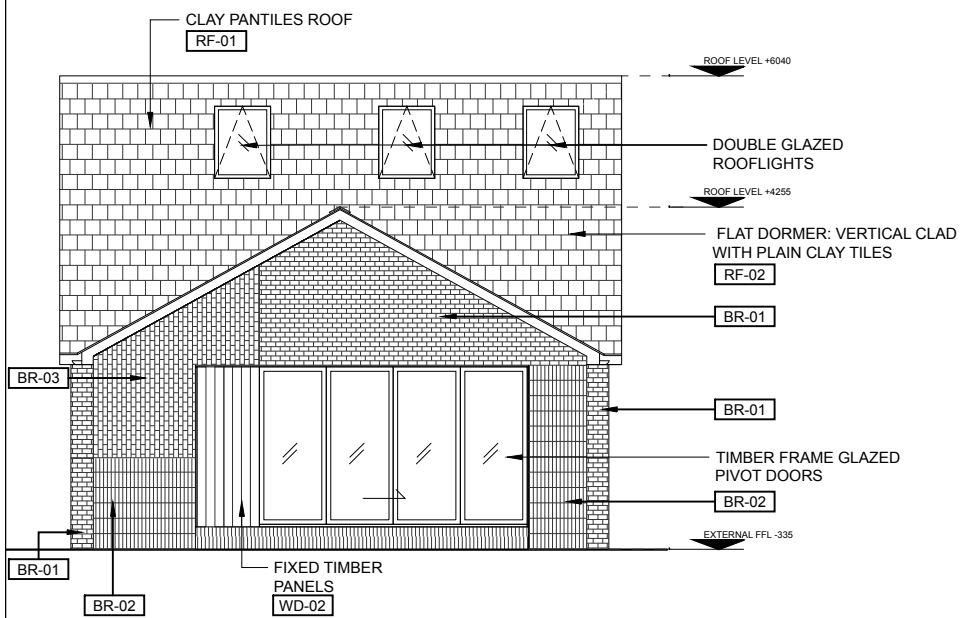 CLAY PANTILES ROOF
RF-01
ROOF LEVEL +6040
DOUBLE GLAZED
ROOFLIGHTS
ROOF LEVEL +4255
FLAT DORMER: VERTICAL CLAD
WITH PLAIN CLAY TILES
RF-02
BR-01
BR-03
BR-01
TIMBER FRAME GLAZED
PIVOT DOORS
BR-02
EXTERNAL FFL -335
BR-01
FIXED TIMBER
PANELS
BR-02
WD-02